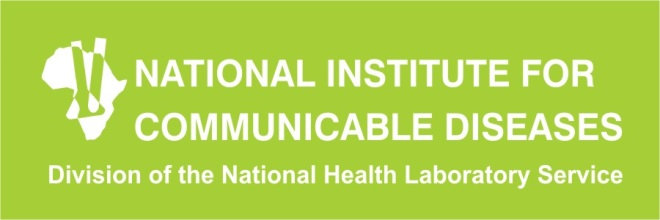 NATIONAL INSTITUTE FOR
COMMUNICABLE DISEASES
Division of the National Health Laboratory Service